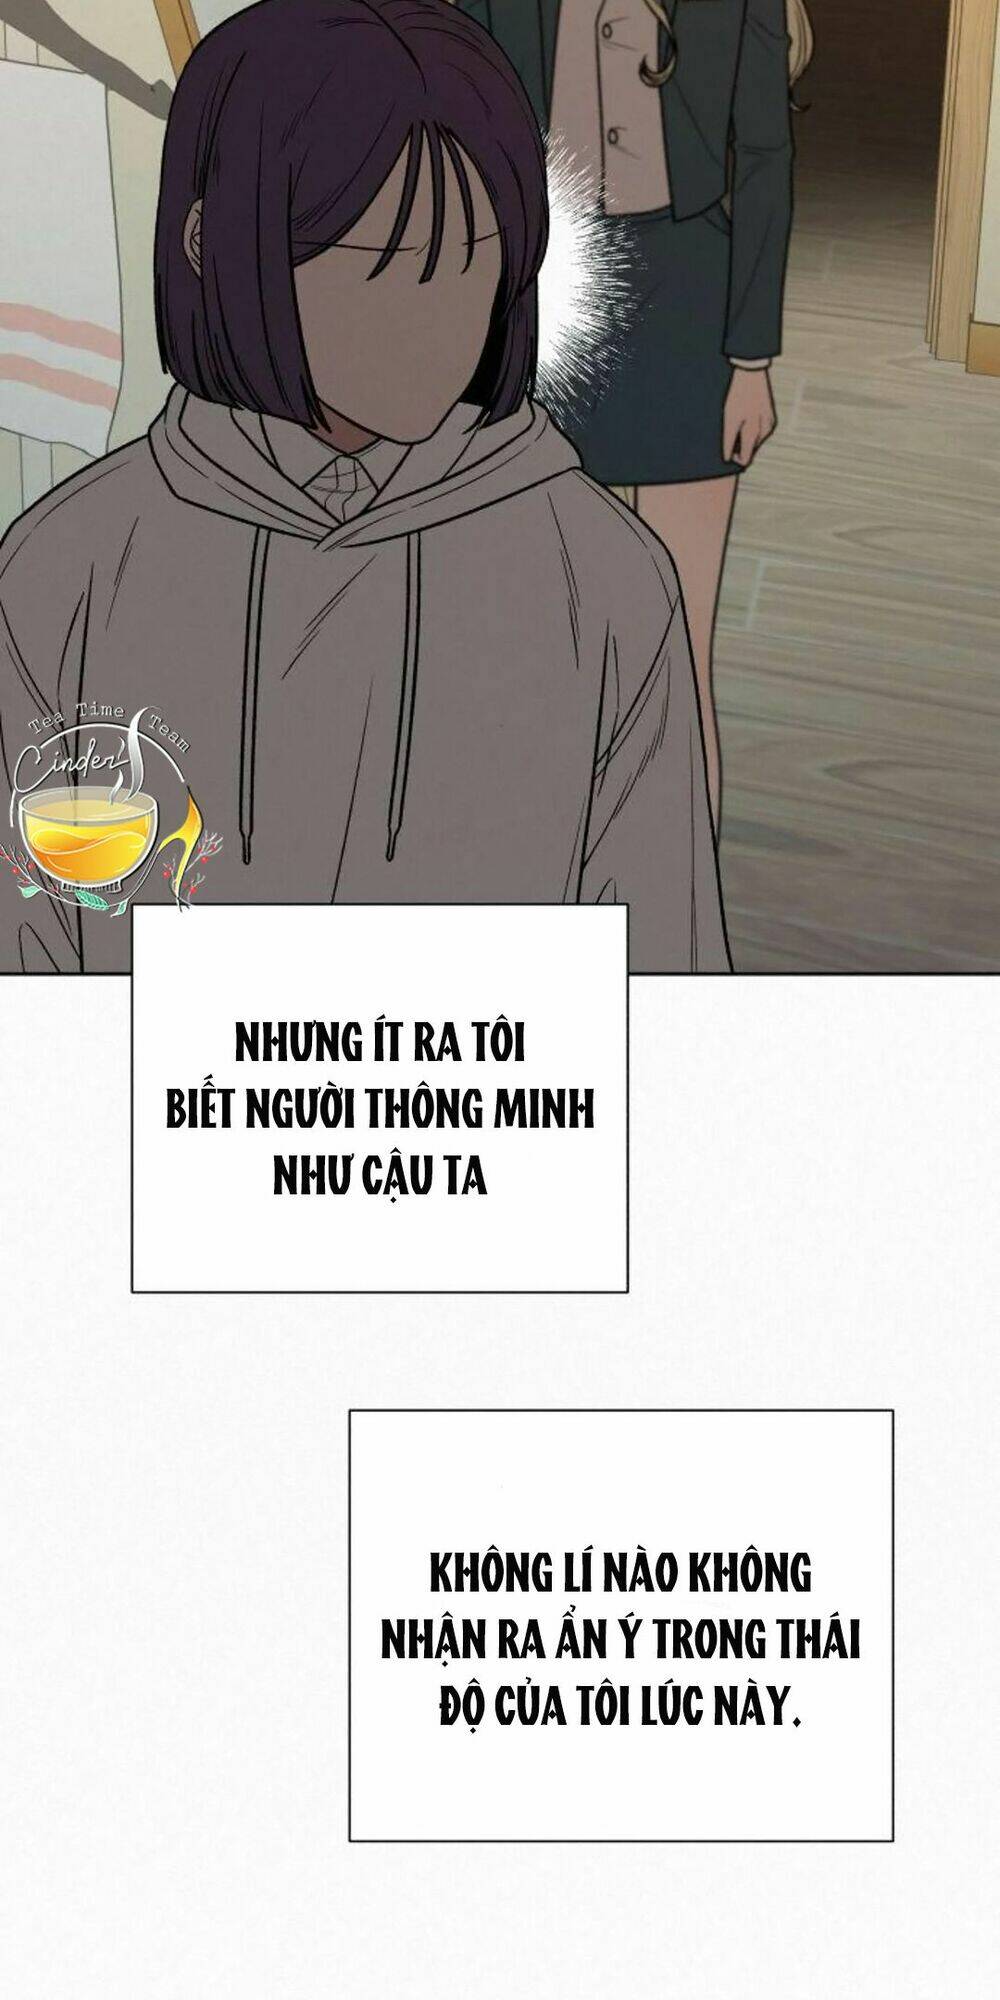 Tea Time Team
Cinder
NHƯNG ÍT RA TÔI
BIẾT NGƯỜI THÔNG MINH
NHƯ CẬU TA
KHÔNG LÍ NÀO KHÔNG
NHẬN RA ẨN Ý TRONG THÁI
ĐỘ CỦA TÔI LÚC NÀY.